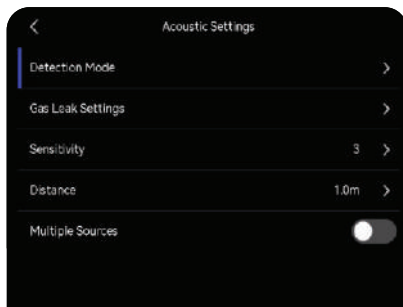 Acoustic Settings
Detection Mode
Gas Leak Settings
Sensitivity 3
Distance 1.0m
Multiple Sources